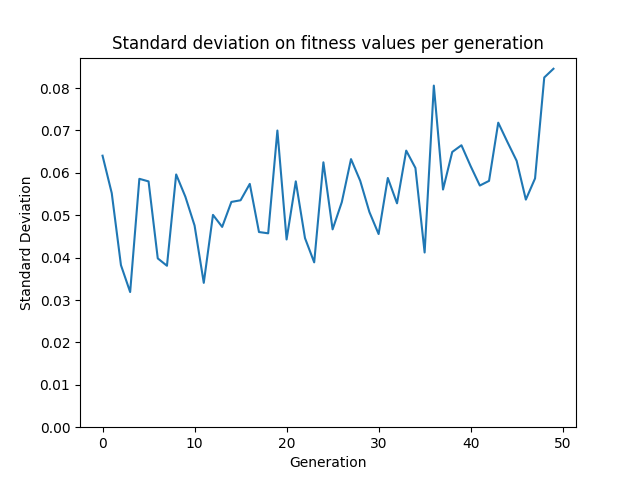 Standard deviation on fitness values per generation
0.08
0.07
0.06
0.05
0.04
0.03
0.02
0.01
0.00
Standard Deviation
0 10 20 30 40 50
Generation